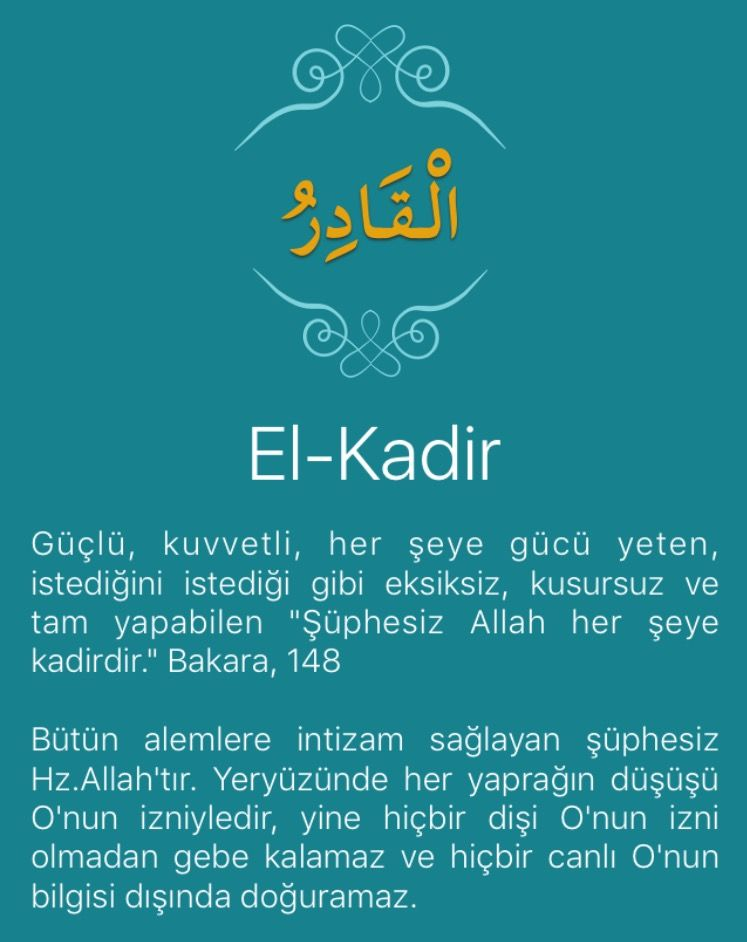 الْقَادِرُ
El-Kadir
Güçlü, kuvvetli, her şeye gücü yeten,
istediğini istediği gibi eksiksiz, kusursuz ve
tam yapabilen "Şüphesiz Allah her şeye
kadirdir." Bakara, 148
Bütün alemlere intizam sağlayan şüphesiz
Hz.Allah'tır. Yeryüzünde her yaprağın düşüşü
O'nun izniyledir, yine hiçbir dişi O'nun izni
olmadan gebe kalamaz ve hiçbir canlı O'nun
bilgisi dışında doğuramaz.